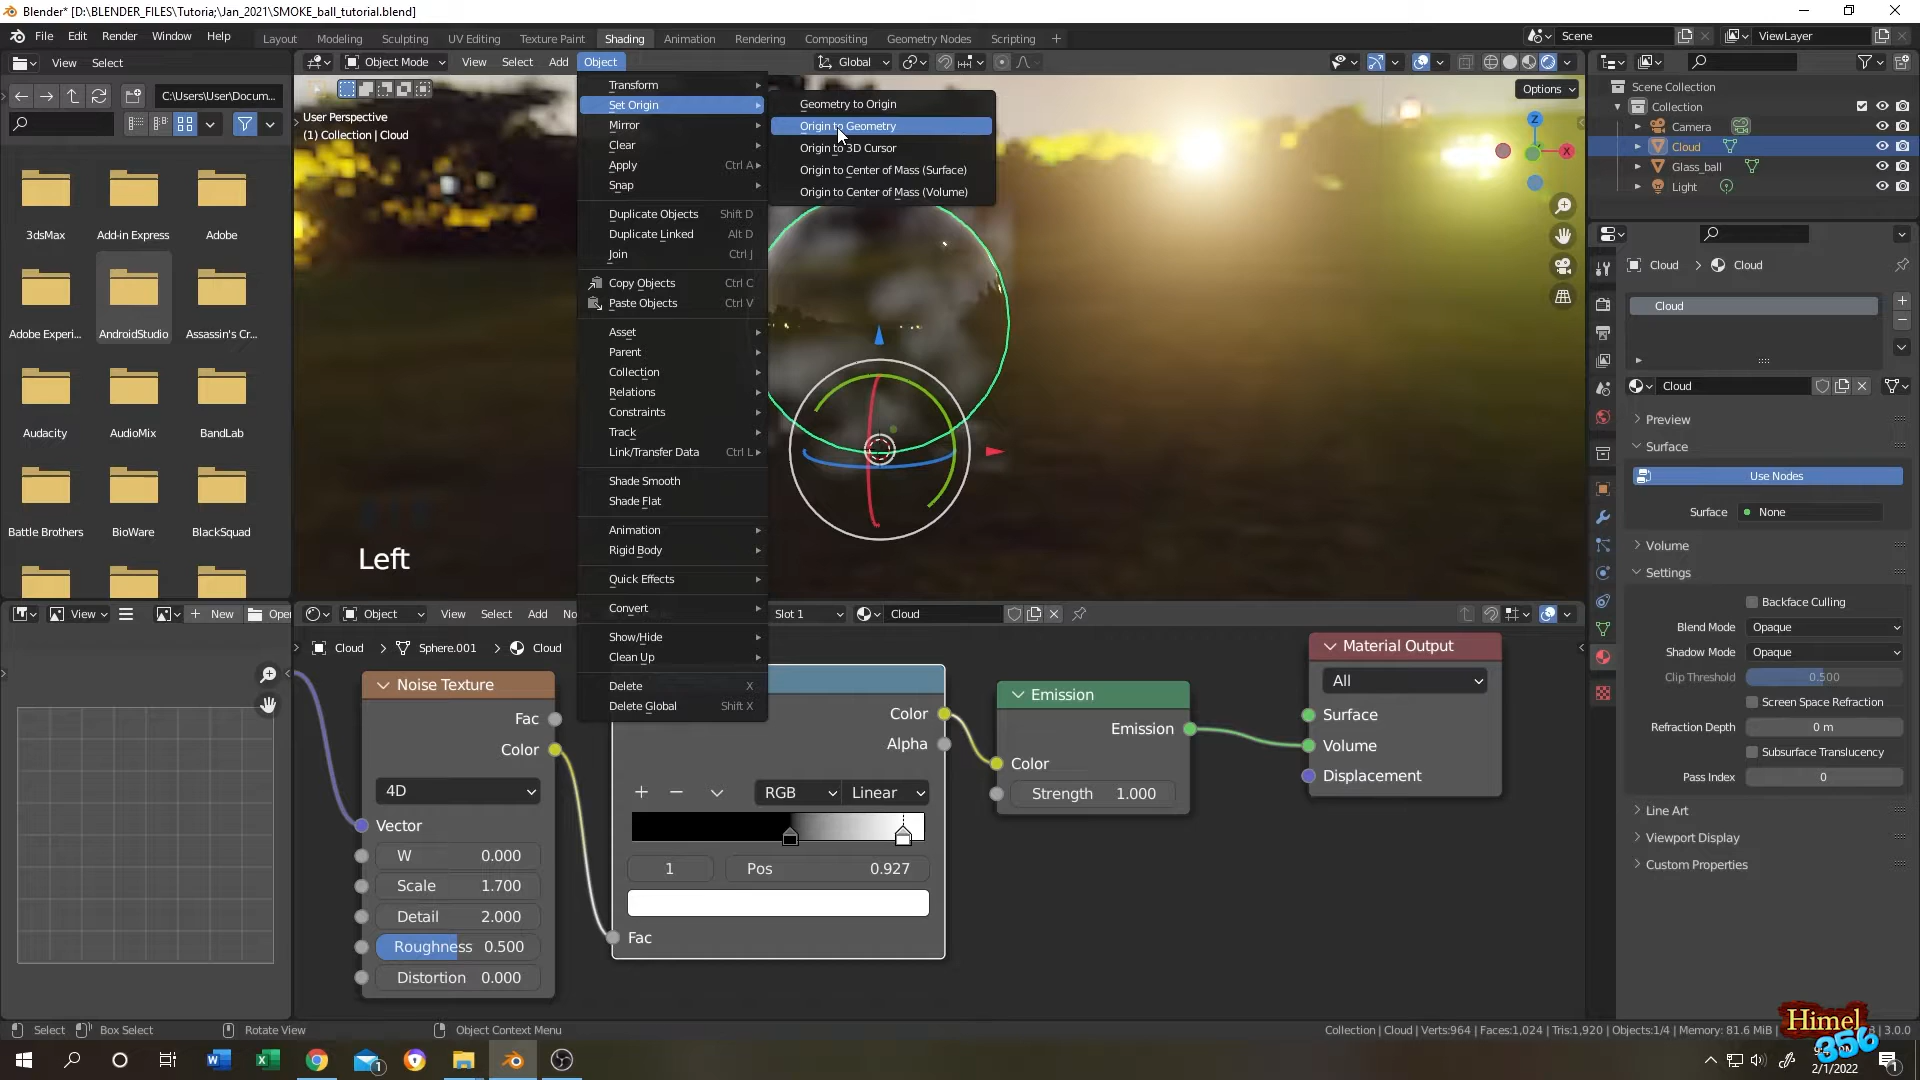 Blender* [D:\BLENDER_FILES\Tutoria;\Jan_2021\SMOKE_ball_tutorial.blend]
File Edit Render Window Help
Layout Modeling Sculpting UV Editing Texture Paint Shading Animation Rendering Compositing Geometry Nodes Scripting +
Scene ViewLayer
View Select
Object Mode View Select Add Object Global
C:\Users\User\Docum...
Options
User Perspective
(1) Collection | Cloud
Transform
Set Origin
Mirror
Clear
Apply Ctrl A
Snap
Duplicate Objects Shift D
Duplicate Linked Alt D
Join Ctrl J
Copy Objects Ctrl C
Paste Objects Ctrl V
Asset
Parent
Collection
Relations
Constraints
Track
Link/Transfer Data Ctrl L
Shade Smooth
Shade Flat
Animation
Rigid Body
Quick Effects
Convert
Show/Hide
Clean Up
Delete X
Delete Global Shift X
Geometry to Origin
Origin to Geometry
Origin to 3D Cursor
Origin to Center of Mass (Surface)
Origin to Center of Mass (Volume)
Z
X
Left
3dsMax Add-in Express Adobe
Adobe Experi... AndroidStudio Assassin's Cr...
Audacity AudioMix BandLab
Battle Brothers BioWare BlackSquad
Scene Collection
Collection
Camera
Cloud
Glass_ball
Light
Cloud > Cloud
Cloud
Cloud
Preview
Surface
Use Nodes
Surface None
Volume
Settings
Backface Culling
Blend Mode Opaque
Shadow Mode Opaque
Clip Threshold 0.500
Screen Space Refraction
Refraction Depth 0 m
Subsurface Translucency
Pass Index 0
Line Art
Viewport Display
Custom Properties
View New Open
Object View Select Add No
Slot 1 Cloud
Cloud > Sphere.001 > Cloud
Noise Texture
Fac
Color
4D
Vector
W 0.000
Scale 1.700
Detail 2.000
Roughness 0.500
Distortion 0.000
Color
Alpha
+ − RGB Linear
1 Pos 0.927
Fac
Emission
Emission
Color
Strength 1.000
Material Output
All
Surface
Volume
Displacement
Select Box Select Rotate View Object Context Menu
Collection | Cloud | Verts:964 | Faces:1,024 | Tris:1,920 | Objects:1/4 | Memory: 81.6 MiB | 3.0.0
Himel
356
2/1/2022
1
1